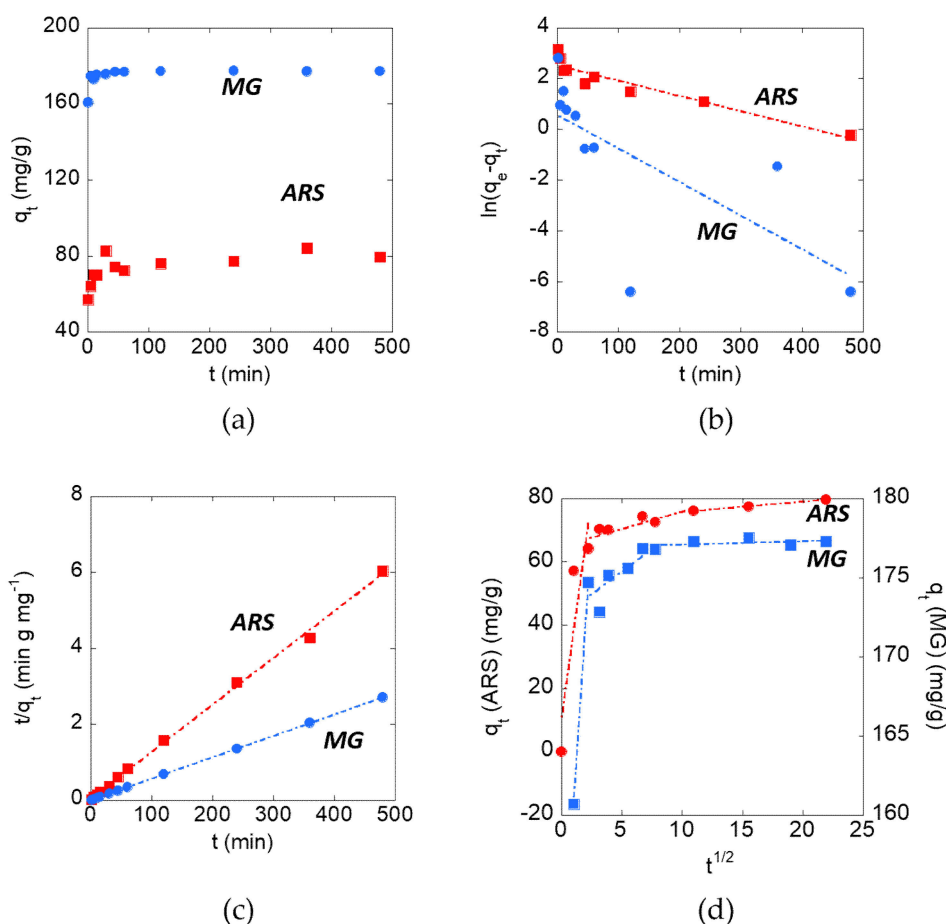 200
160
120
80
40
q_t (mg/g)
MG
ARS
0 100 200 300 400 500
t (min)
(a)
4
2
0
-2
-4
-6
-8
ln(q_e-q_t)
ARS
MG
0 100 200 300 400 500
t (min)
(b)
8
6
4
2
0
t/q_t (min g mg⁻¹)
ARS
MG
0 100 200 300 400 500
t (min)
(c)
80
60
40
20
0
-20
q_t (ARS) (mg/g)
ARS
MG
180
175
170
165
160
q_t (MG) (mg/g)
0 5 10 15 20 25
t^1/2
(d)